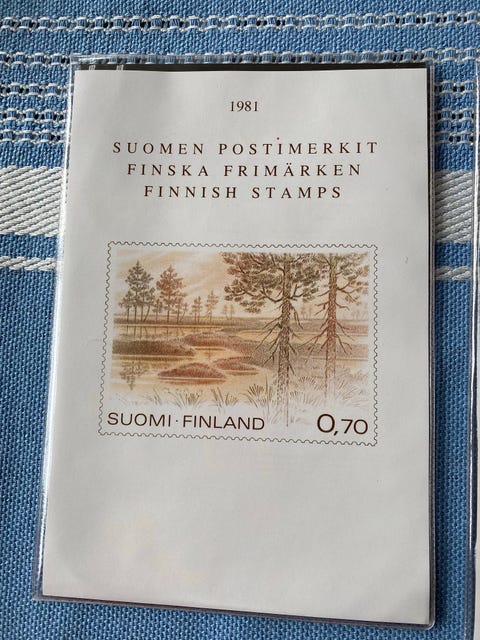 1981
SUOMEN POSTIMERKIT
FINSKA FRIMÄRKEN
FINNISH STAMPS
SUOMI·FINLAND 0,70